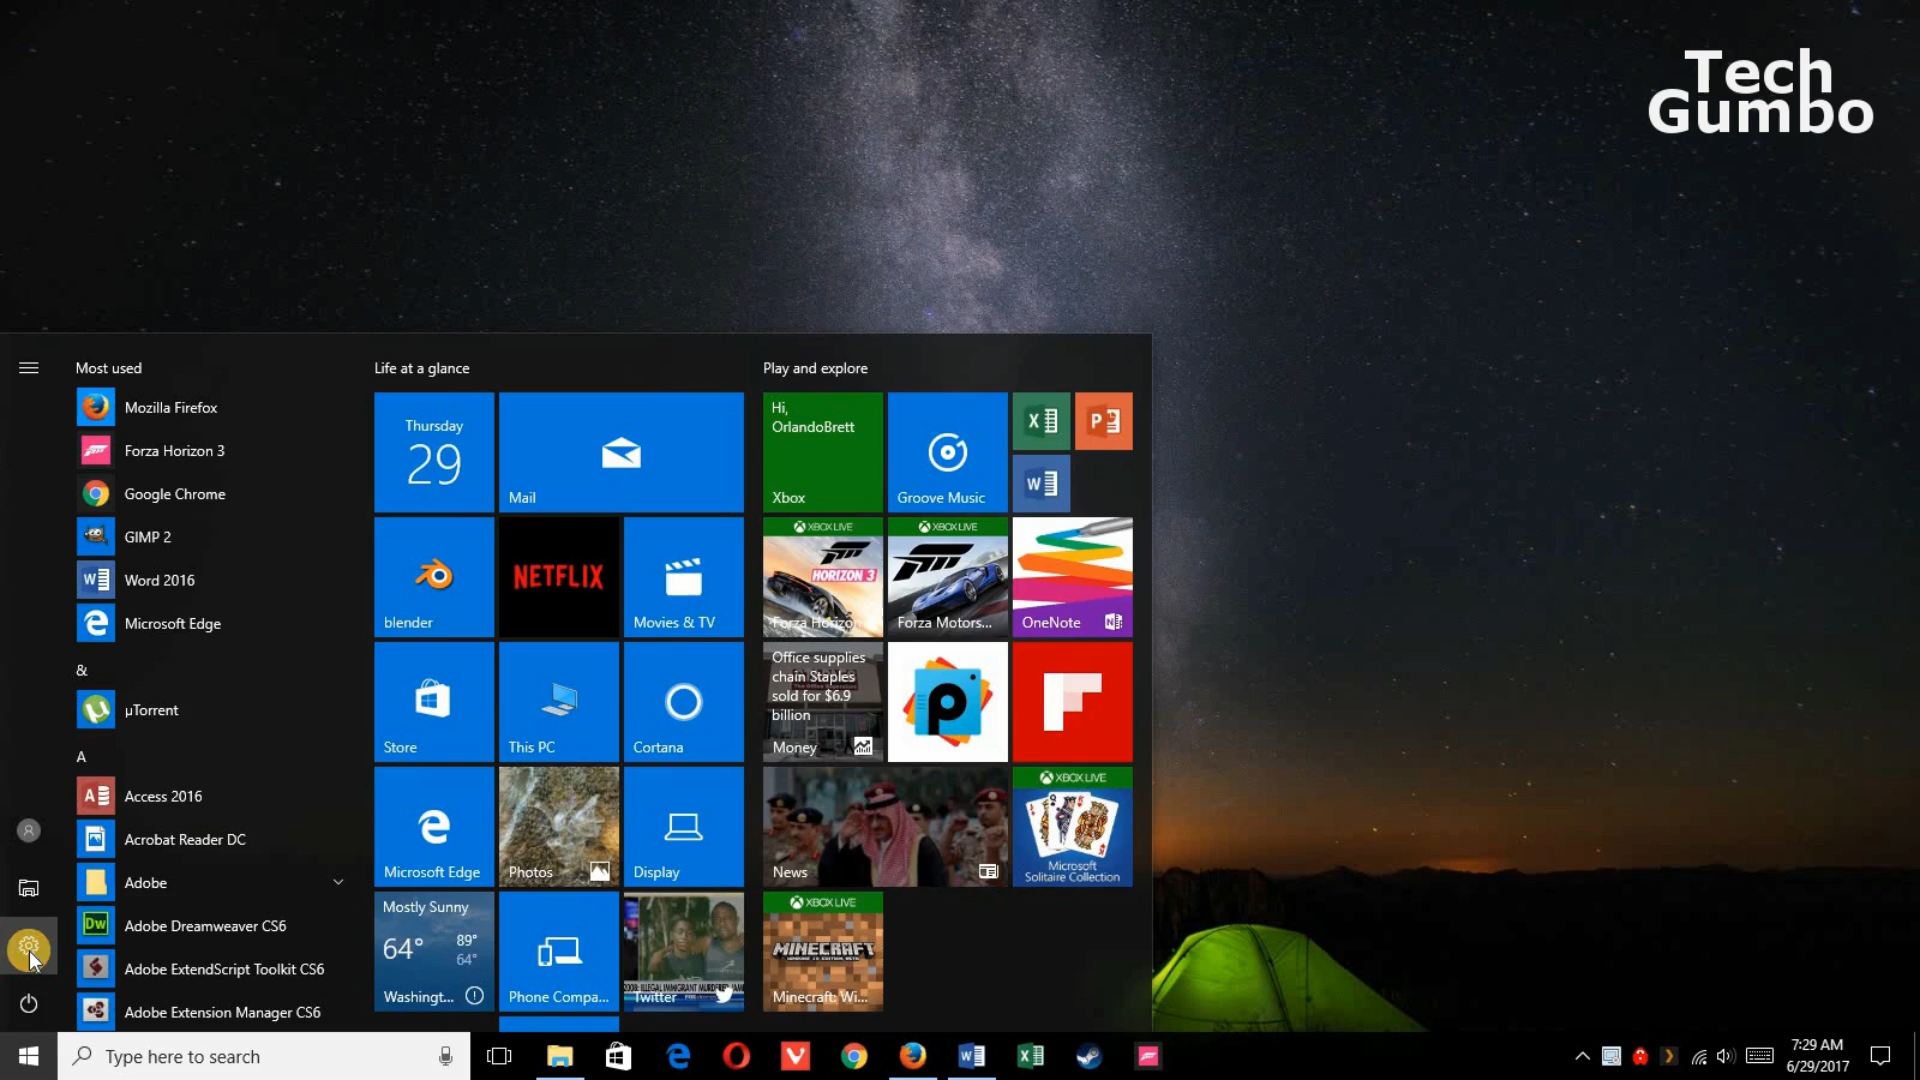 Tech
Gumbo
Most used
Mozilla Firefox
Forza Horizon 3
Google Chrome
GIMP 2
Word 2016
Microsoft Edge
&
µTorrent
A
Access 2016
Acrobat Reader DC
Adobe
Dw
Adobe Dreamweaver CS6
Adobe ExtendScript Toolkit CS6
Adobe Extension Manager CS6
Life at a glance
Thursday
29
Mail
blender
NETFLIX
Movies & TV
Store
This PC
Cortana
Microsoft Edge
Photos
Display
Mostly Sunny
64°
89°
64°
Washingt...
Phone Compa...
2008: ILLEGAL IMMIGRANT MURDERED
Twitter
Play and explore
Hi,
OrlandoBrett
Xbox
Groove Music
XBOX LIVE
HORIZON 3
Forza Horizon
XBOX LIVE
Forza Motors...
OneNote
Office supplies
chain Staples
sold for $6.9
billion
Money
News
XBOX LIVE
Microsoft
Solitaire Collection
XBOX LIVE
MINECRAFT
Minecraft: Wi...
Type here to search
7:29 AM
6/29/2017